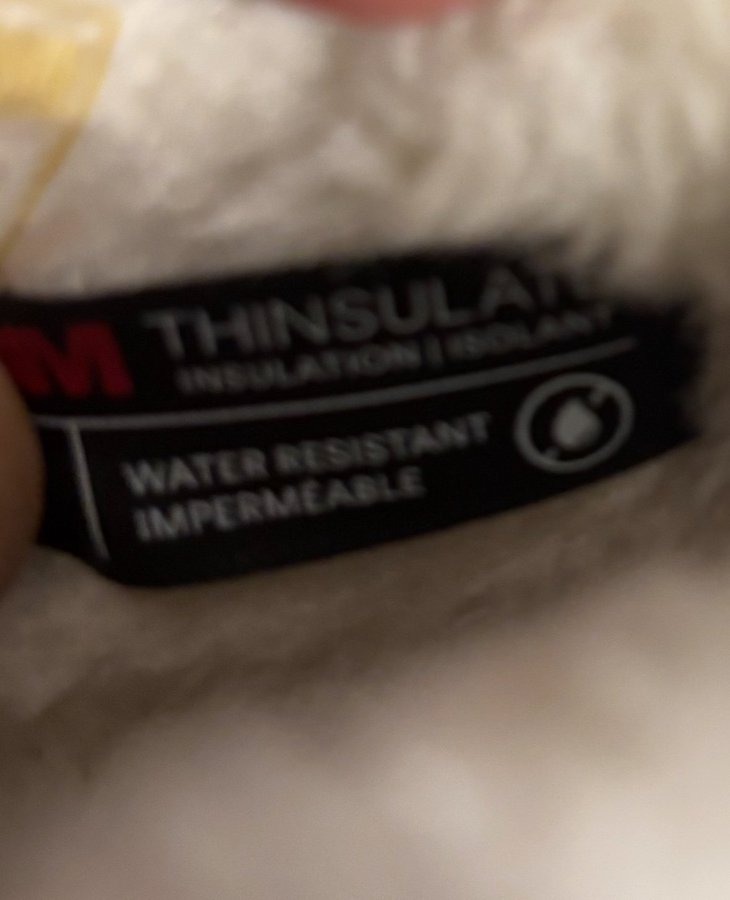 M THINSULATE
INSULATION | ISOLANT
WATER RESISTANT
IMPERMÉABLE